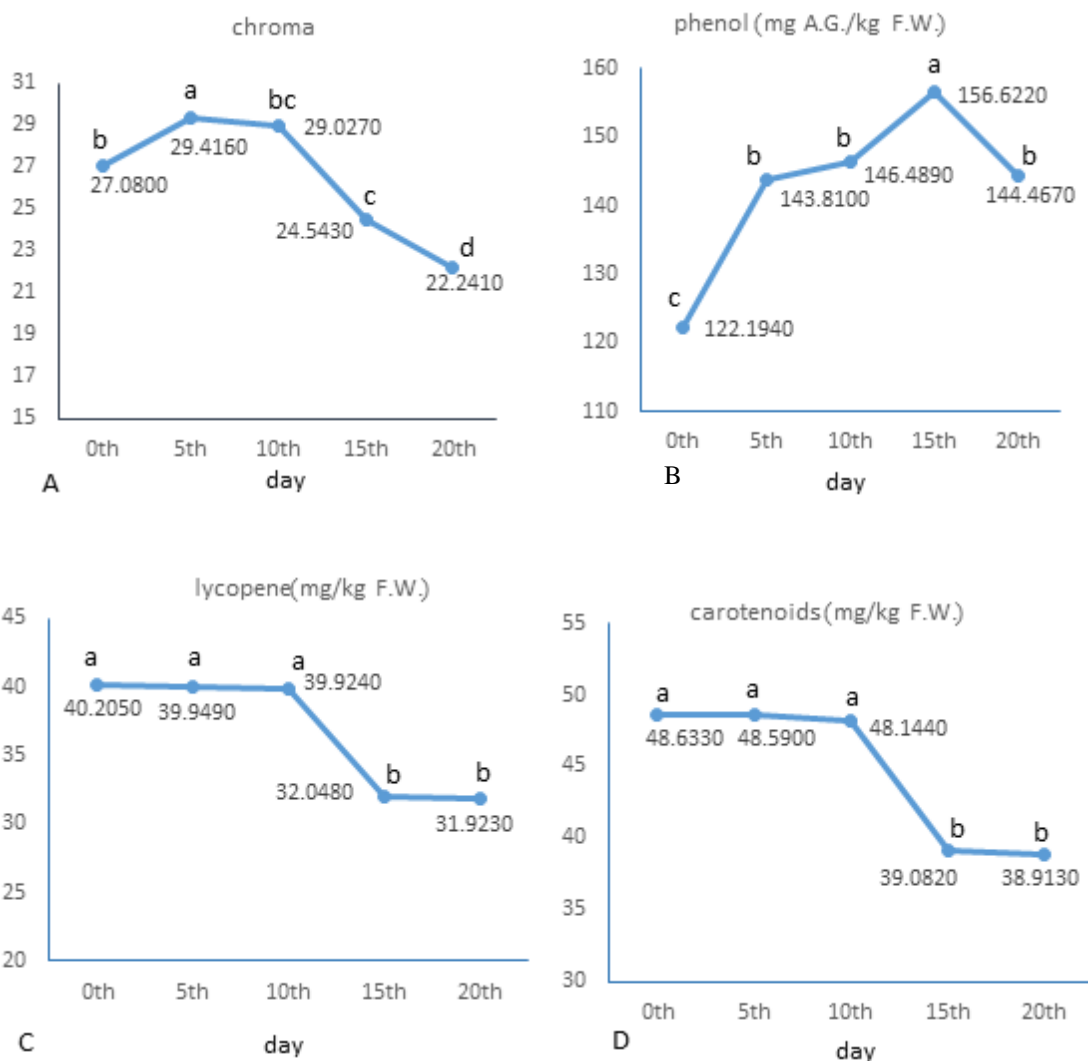 chroma
31
29
27
25
23
21
19
17
15
b
a
bc
c
d
27.0800
29.4160
29.0270
24.5430
22.2410
0th 5th 10th 15th 20th
A
day
phenol (mg A.G./kg F.W.)
160
150
140
130
120
110
c
b
b
a
b
122.1940
143.8100
146.4890
156.6220
144.4670
0th 5th 10th 15th 20th
B
day
lycopene(mg/kg F.W.)
45
40
35
30
25
20
a
a
a
b
b
40.2050
39.9490
39.9240
32.0480
31.9230
0th 5th 10th 15th 20th
C
day
carotenoids(mg/kg F.W.)
55
50
45
40
35
30
a
a
a
b
b
48.6330
48.5900
48.1440
39.0820
38.9130
0th 5th 10th 15th 20th
D
day